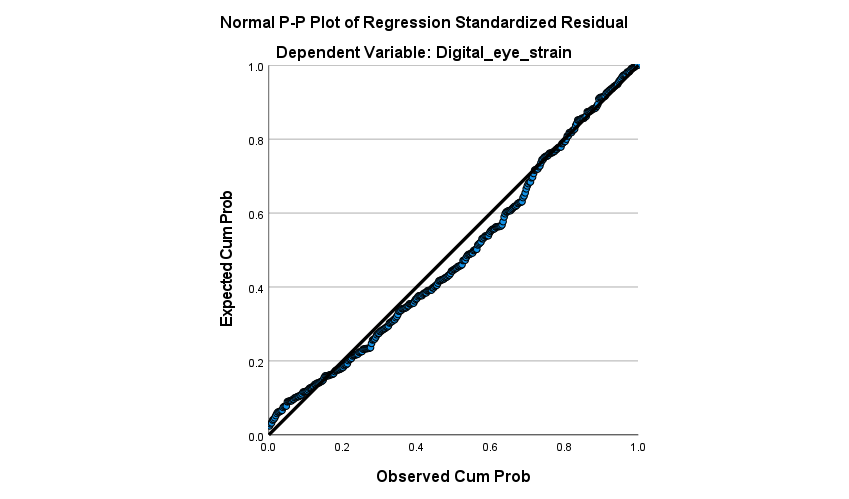 Normal P-P Plot of Regression Standardized Residual
Dependent Variable: Digital_eye_strain
1.0
0.8
0.6
0.4
0.2
0.0
Expected Cum Prob
0.0 0.2 0.4 0.6 0.8 1.0
Observed Cum Prob